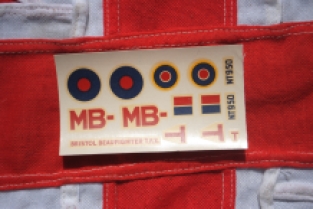 MB- MB-
NT950
NT950
T T T
BRISTOL BEAUFIGHTER T.F.X.